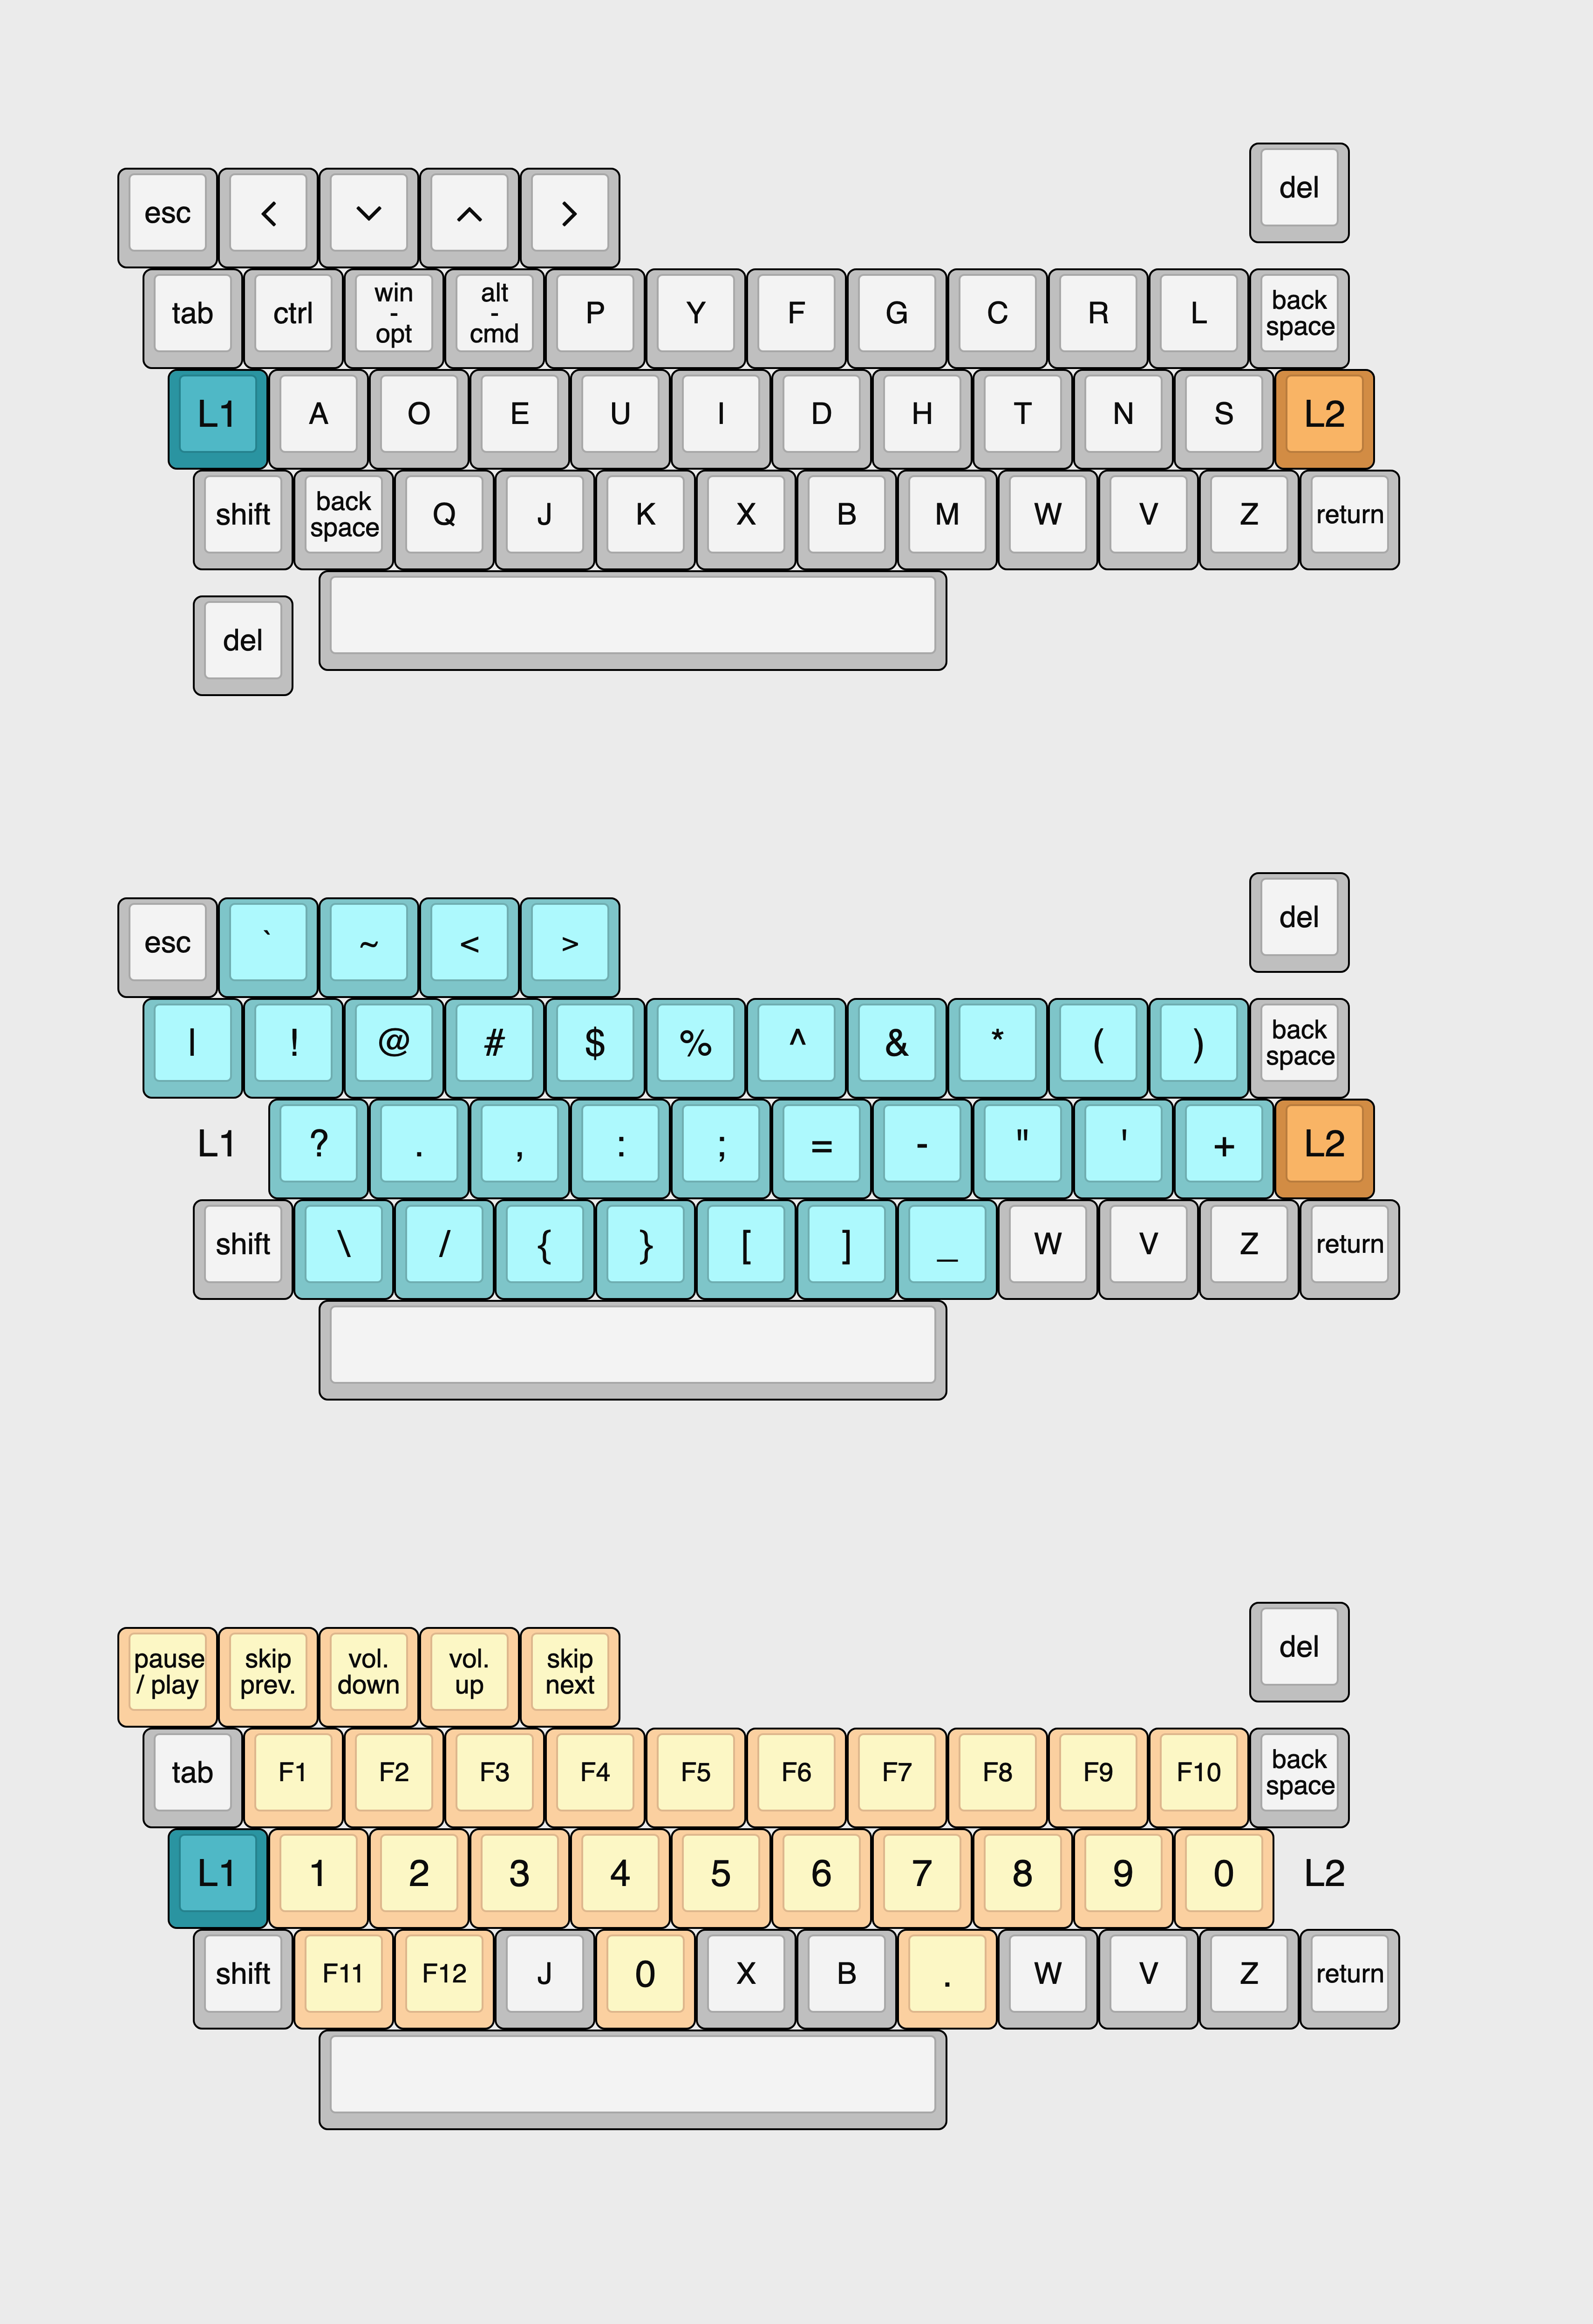 del
esc < ⌄ ^ >
tab ctrl win - opt alt - cmd P Y F G C R L back space
L1 A O E U I D H T N S L2
shift back space Q J K X B M W V Z return
del
del
esc ` ~ < >
| ! @ # $ % ^ & * ( ) back space
L1 ? . , : ; = - " ' + L2
shift \ / { } [ ] _ W V Z return
del
pause / play skip prev. vol. down vol. up skip next
tab F1 F2 F3 F4 F5 F6 F7 F8 F9 F10 back space
L1 1 2 3 4 5 6 7 8 9 0 L2
shift F11 F12 J 0 X B . W V Z return